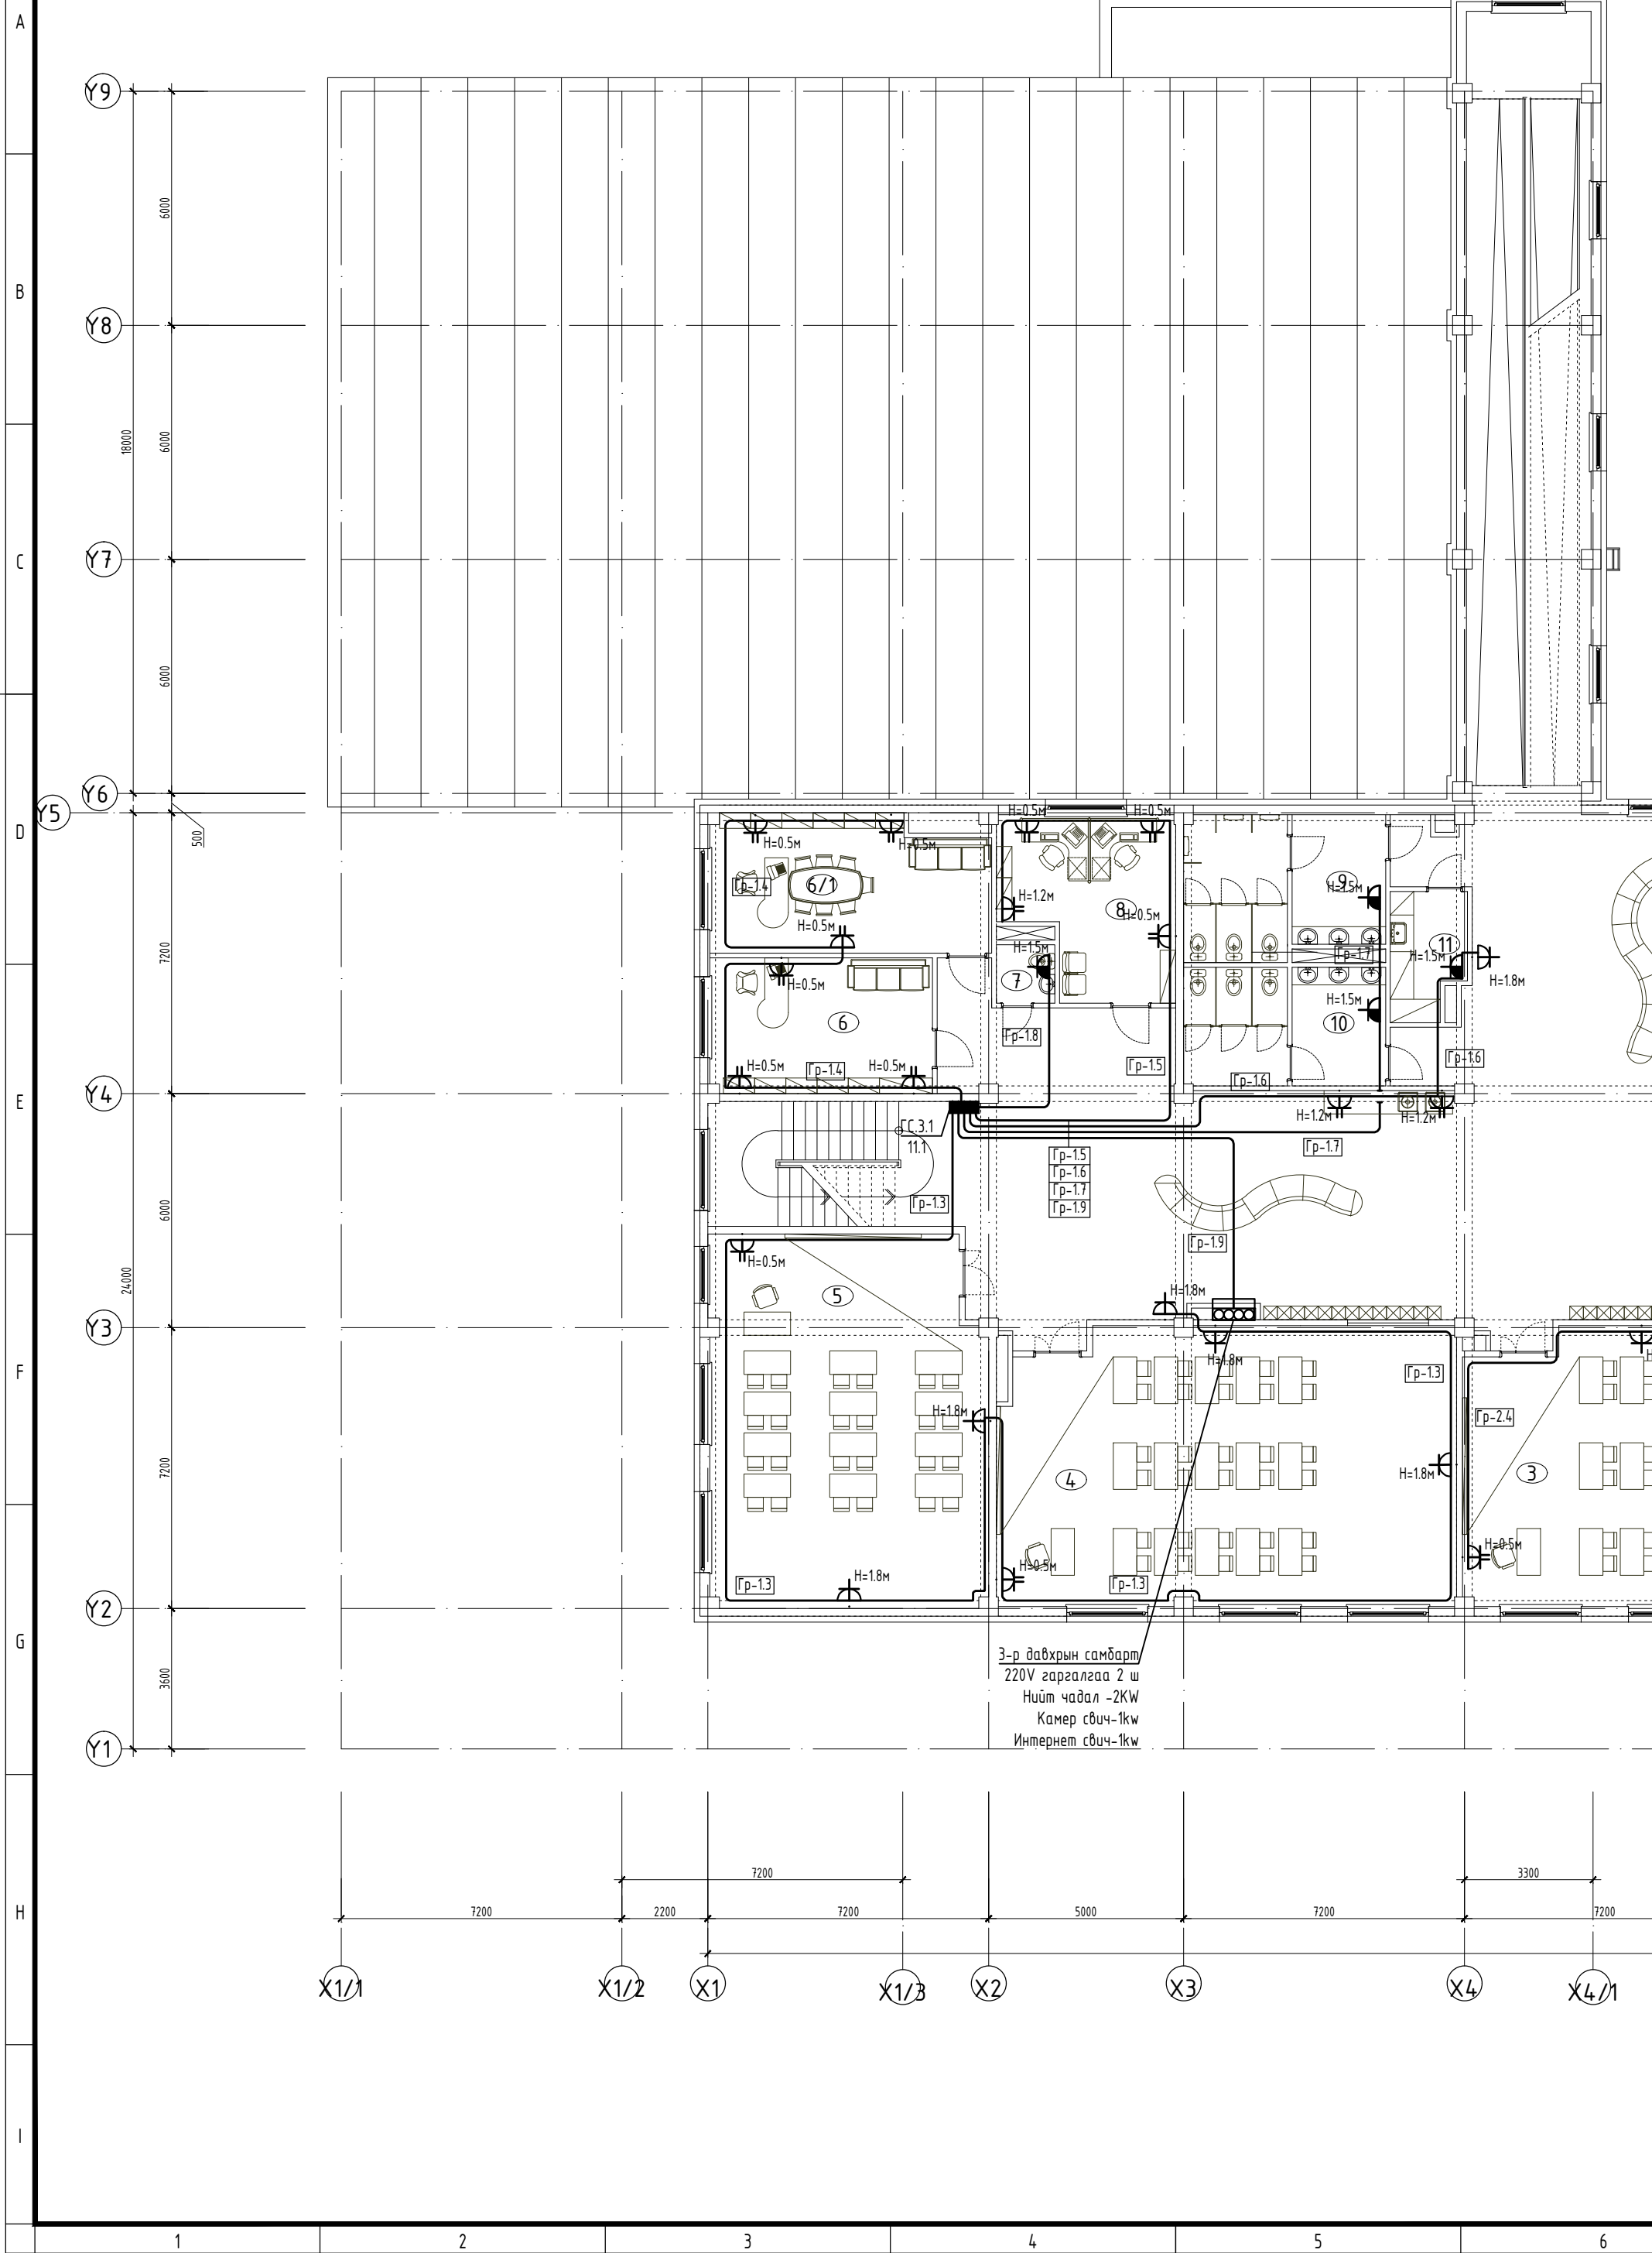 A
Y9
6000
B
Y8
18000
6000
C
Y7
6000
Y6
Y5
D
500
H=0.5м
H=0.5м
H=0.5м
H=0.5м
Гр-1.4
6/1
H=1.2м
9
H=1.5м
8
H=0.5м
H=0.5м
7200
H=1.5м
Гр-1.7
11
H=1.5м
H=0.5м
7
H=1.8м
6
H=1.5м
10
Гр-1.8
Гр-1.6
H=0.5м
Гр-1.4
H=0.5м
Гр-1.5
Гр-1.6
Y4
E
H=1.2м
H=1.2м
ГС.3.1
11.1
Гр-1.7
Гр-1.5
Гр-1.6
Гр-1.7
Гр-1.9
Гр-1.3
6000
Гр-1.9
H=0.5м
24000
5
H=1.8м
Y3
F
H=1.8м
Гр-1.3
H=1.8м
Гр-2.4
7200
4
H=1.8м
3
H=0.5м
H=0.5м
H=1.8м
Гр-1.3
Гр-1.3
Y2
G
3-р давхрын самбарт
220V гаргалгаа 2 ш
Нийт чадал -2KW
Камер свич-1kw
Интернет свич-1kw
3600
Y1
7200
3300
H
7200
2200
7200
5000
7200
7200
X1/1
X1/2
X1
X1/3
X2
X3
X4
X4/1
I
1
2
3
4
5
6